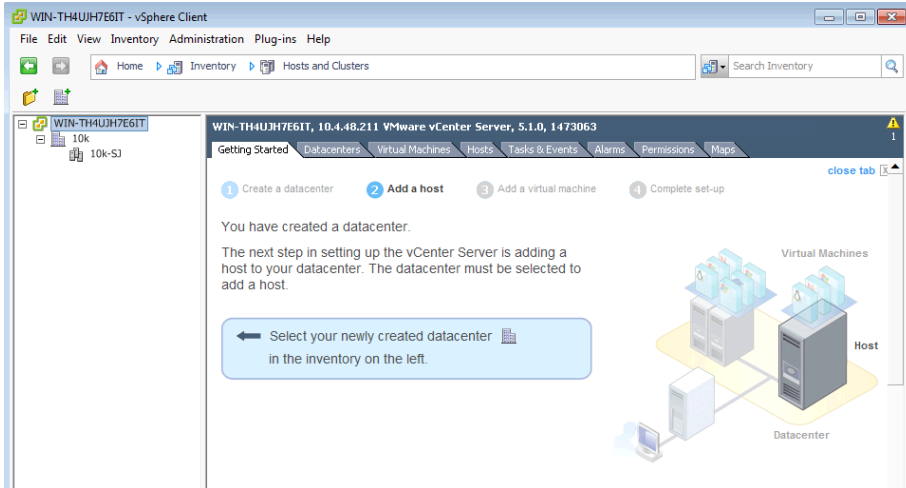 WIN-TH4UJH7E6IT - vSphere Client
File Edit View Inventory Administration Plug-ins Help
Home Inventory Hosts and Clusters Search Inventory
WIN-TH4UJH7E6IT
10k
10k-SJ
WIN-TH4UJH7E6IT, 10.4.48.211 VMware vCenter Server, 5.1.0, 1473063
1
Getting Started Datacenters Virtual Machines Hosts Tasks & Events Alarms Permissions Maps
close tab X
1 Create a datacenter 2 Add a host 3 Add a virtual machine 4 Complete set-up
You have created a datacenter.
The next step in setting up the vCenter Server is adding a
host to your datacenter. The datacenter must be selected to
add a host.
Select your newly created datacenter
in the inventory on the left.
Virtual Machines
Host
Datacenter